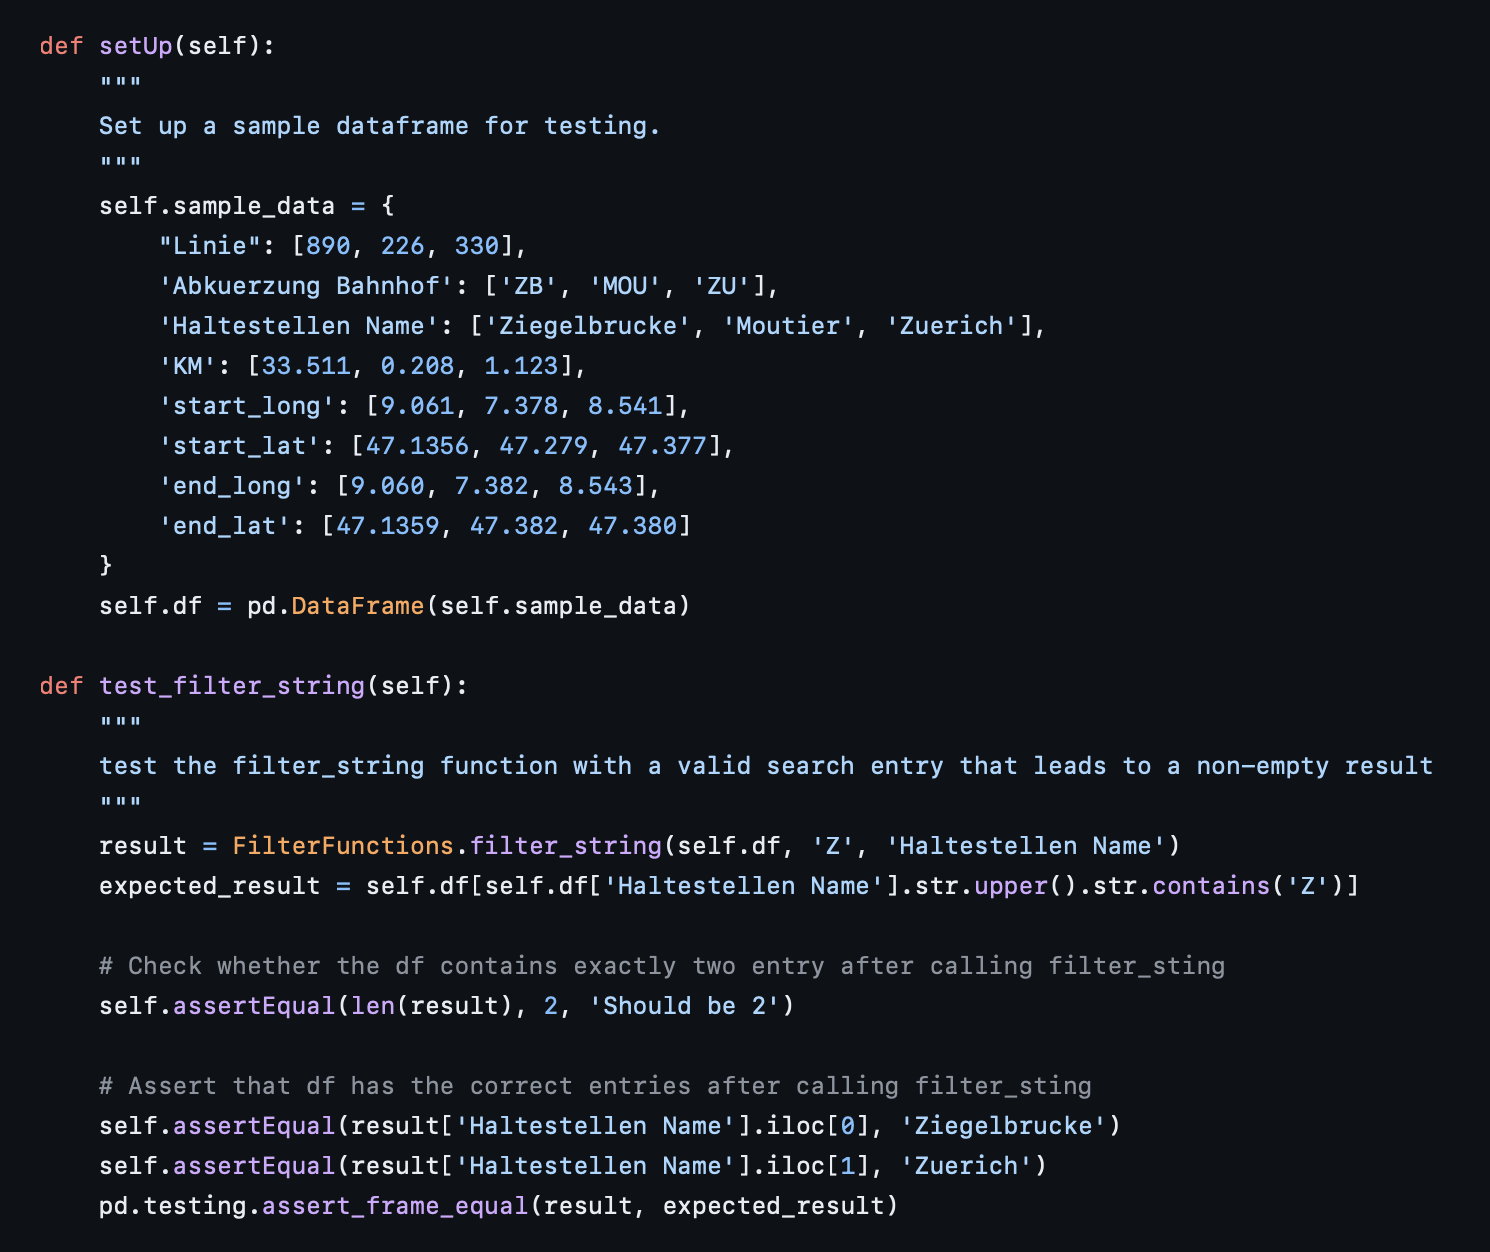 def setUp(self):
    """
    Set up a sample dataframe for testing.
    """
    self.sample_data = {
        "Linie": [890, 226, 330],
        'Abkuerzung Bahnhof': ['ZB', 'MOU', 'ZU'],
        'Haltestellen Name': ['Ziegelbrucke', 'Moutier', 'Zuerich'],
        'KM': [33.511, 0.208, 1.123],
        'start_long': [9.061, 7.378, 8.541],
        'start_lat': [47.1356, 47.279, 47.377],
        'end_long': [9.060, 7.382, 8.543],
        'end_lat': [47.1359, 47.382, 47.380]
    }
    self.df = pd.DataFrame(self.sample_data)

def test_filter_string(self):
    """
    test the filter_string function with a valid search entry that leads to a non-empty result
    """
    result = FilterFunctions.filter_string(self.df, 'Z', 'Haltestellen Name')
    expected_result = self.df[self.df['Haltestellen Name'].str.upper().str.contains('Z')]

    # Check whether the df contains exactly two entry after calling filter_sting
    self.assertEqual(len(result), 2, 'Should be 2')

    # Assert that df has the correct entries after calling filter_sting
    self.assertEqual(result['Haltestellen Name'].iloc[0], 'Ziegelbrucke')
    self.assertEqual(result['Haltestellen Name'].iloc[1], 'Zuerich')
    pd.testing.assert_frame_equal(result, expected_result)